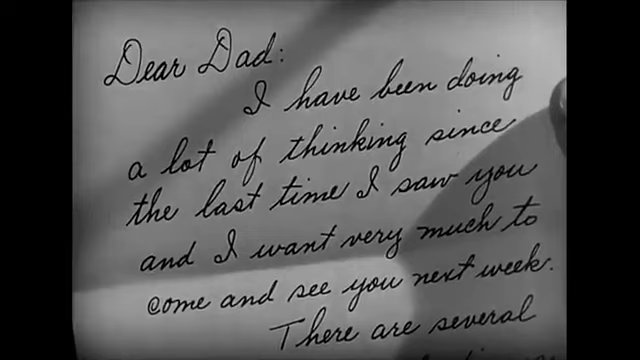 Dear Dad:
I have been doing
a lot of thinking since
the last time I saw you
and I want very much to
come and see you next week.
There are several